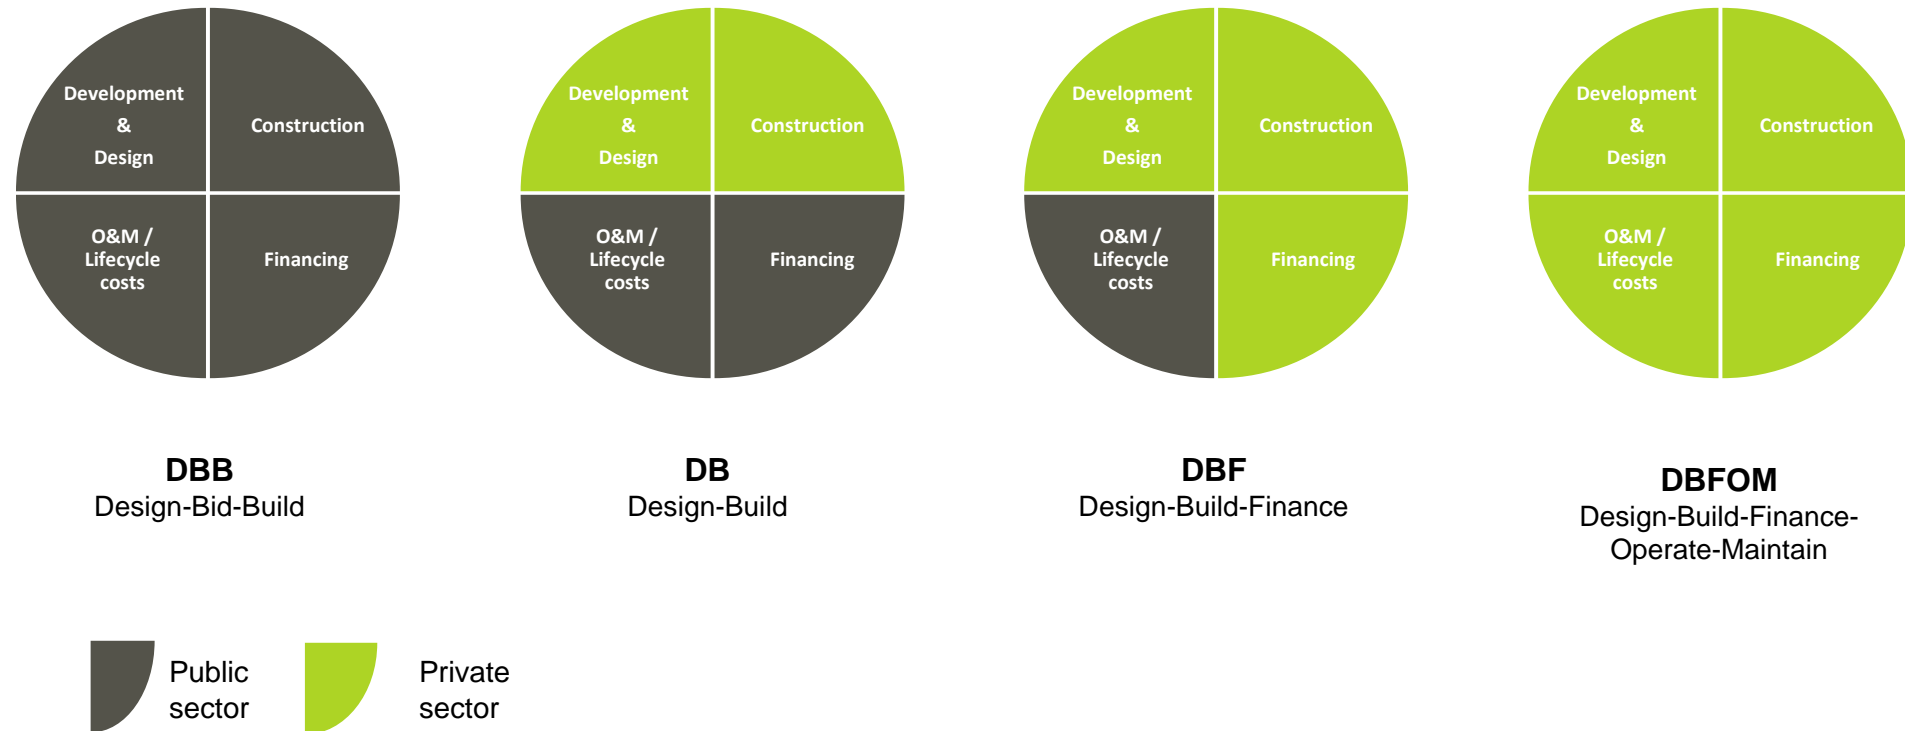 Development
&
Design
Construction
O&M /
Lifecycle
costs
Financing
DBB
Design-Bid-Build
Development
&
Design
Construction
O&M /
Lifecycle
costs
Financing
DB
Design-Build
Development
&
Design
Construction
O&M /
Lifecycle
costs
Financing
DBF
Design-Build-Finance
Development
&
Design
Construction
O&M /
Lifecycle
costs
Financing
DBFOM
Design-Build-Finance-
Operate-Maintain
Public
sector
Private
sector